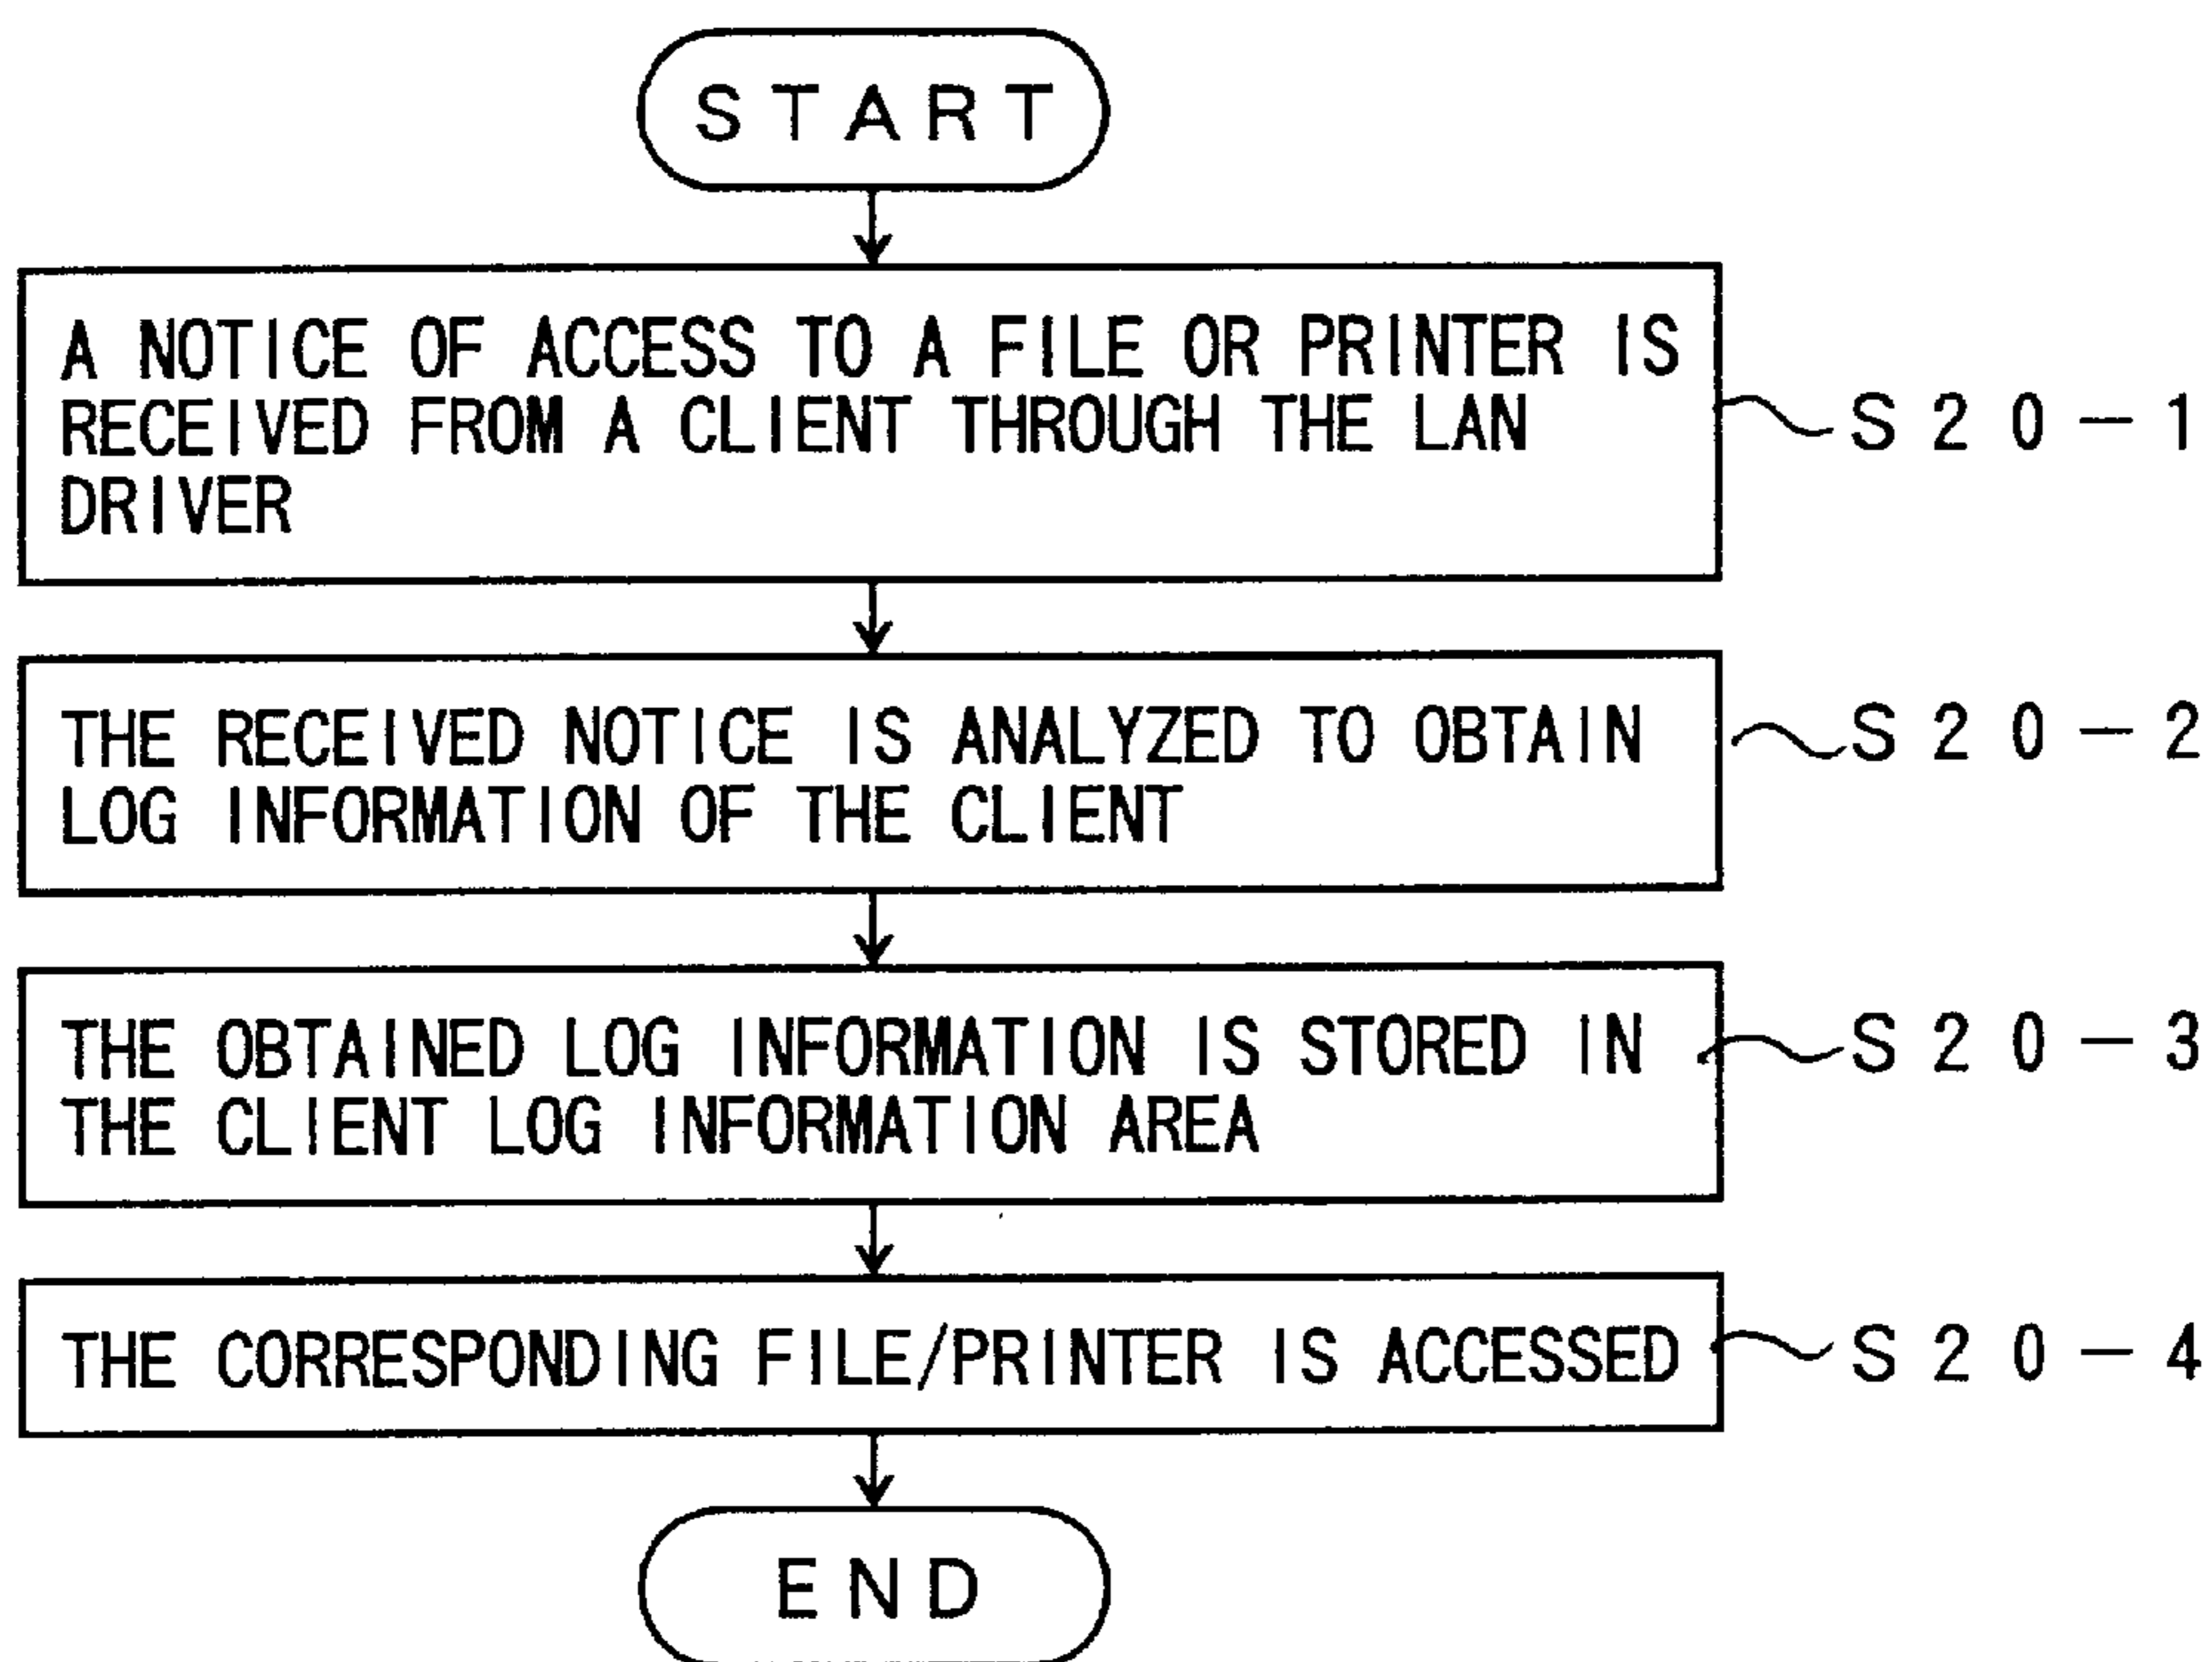 START
A NOTICE OF ACCESS TO A FILE OR PRINTER IS
RECEIVED FROM A CLIENT THROUGH THE LAN
DRIVER
S20-1
THE RECEIVED NOTICE IS ANALYZED TO OBTAIN
LOG INFORMATION OF THE CLIENT
S20-2
THE OBTAINED LOG INFORMATION IS STORED IN
THE CLIENT LOG INFORMATION AREA
S20-3
THE CORRESPONDING FILE/PRINTER IS ACCESSED
S20-4
END